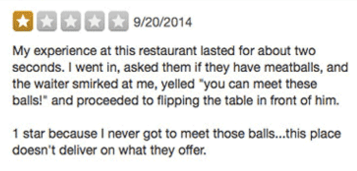 9/20/2014
My experience at this restaurant lasted for about two
seconds. I went in, asked them if they have meatballs, and
the waiter smirked at me, yelled "you can meet these
balls!" and proceeded to flipping the table in front of him.
1 star because I never got to meet those balls...this place
doesn't deliver on what they offer.